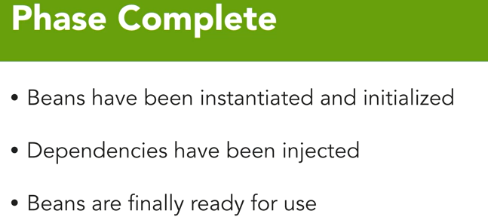 Phase Complete
• Beans have been instantiated and initialized
• Dependencies have been injected
• Beans are finally ready for use